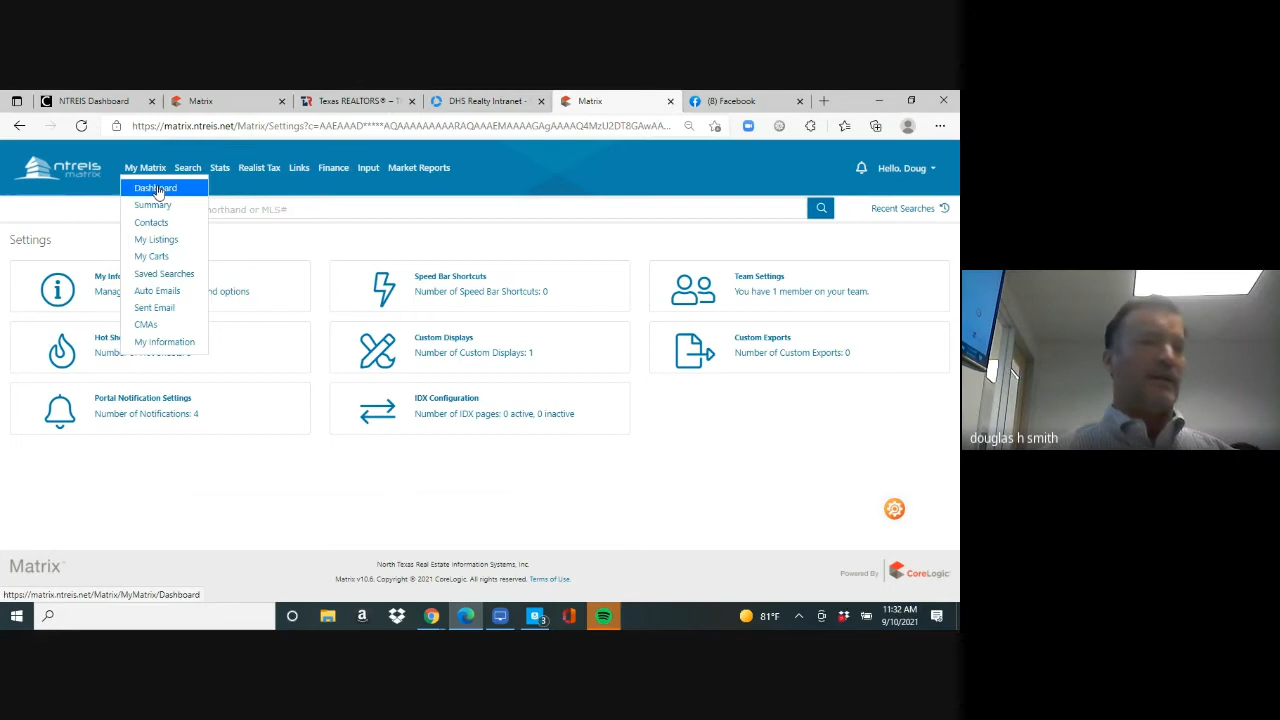 NTREIS Dashboard
Matrix
Texas REALTORS® – T
DHS Realty Intranet -
Matrix
(8) Facebook
https://matrix.ntreis.net/Matrix/Settings?c=AAEAAAD*****AQAAAAAAAAARAQAAAEMAAAAGAgAAAAQ4MzU2DT8GAwAA...
ntreis
matrix
My Matrix Search Stats Realist Tax Links Finance Input Market Reports
Hello, Doug
Dashboard
Summary
Contacts
My Listings
My Carts
Saved Searches
Auto Emails
Sent Email
CMAs
My Information
horthand or MLS#
Recent Searches
Settings
My Info
Manag
nd options
Speed Bar Shortcuts
Number of Speed Bar Shortcuts: 0
Team Settings
You have 1 member on your team.
Hot She
Numb
Custom Displays
Number of Custom Displays: 1
Custom Exports
Number of Custom Exports: 0
Portal Notification Settings
Number of Notifications: 4
IDX Configuration
Number of IDX pages: 0 active, 0 inactive
douglas h smith
Matrix™
North Texas Real Estate Information Systems, Inc.
Matrix v10.6. Copyright © 2021 CoreLogic. All rights reserved. Terms of Use.
Powered By CoreLogic
https://matrix.ntreis.net/Matrix/MyMatrix/Dashboard
3
81°F
11:32 AM
9/10/2021